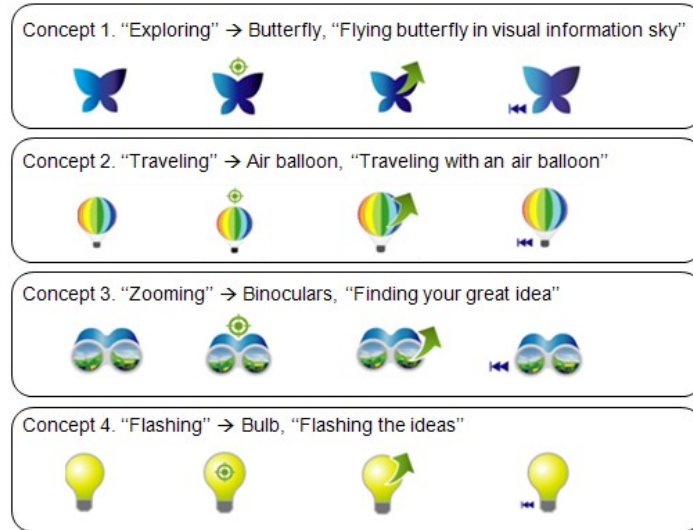 Concept 1. “Exploring” → Butterfly, “Flying butterfly in visual information sky”
Concept 2. “Traveling” → Air balloon, “Traveling with an air balloon”
Concept 3. “Zooming” → Binoculars, “Finding your great idea”
Concept 4. “Flashing” → Bulb, “Flashing the ideas”